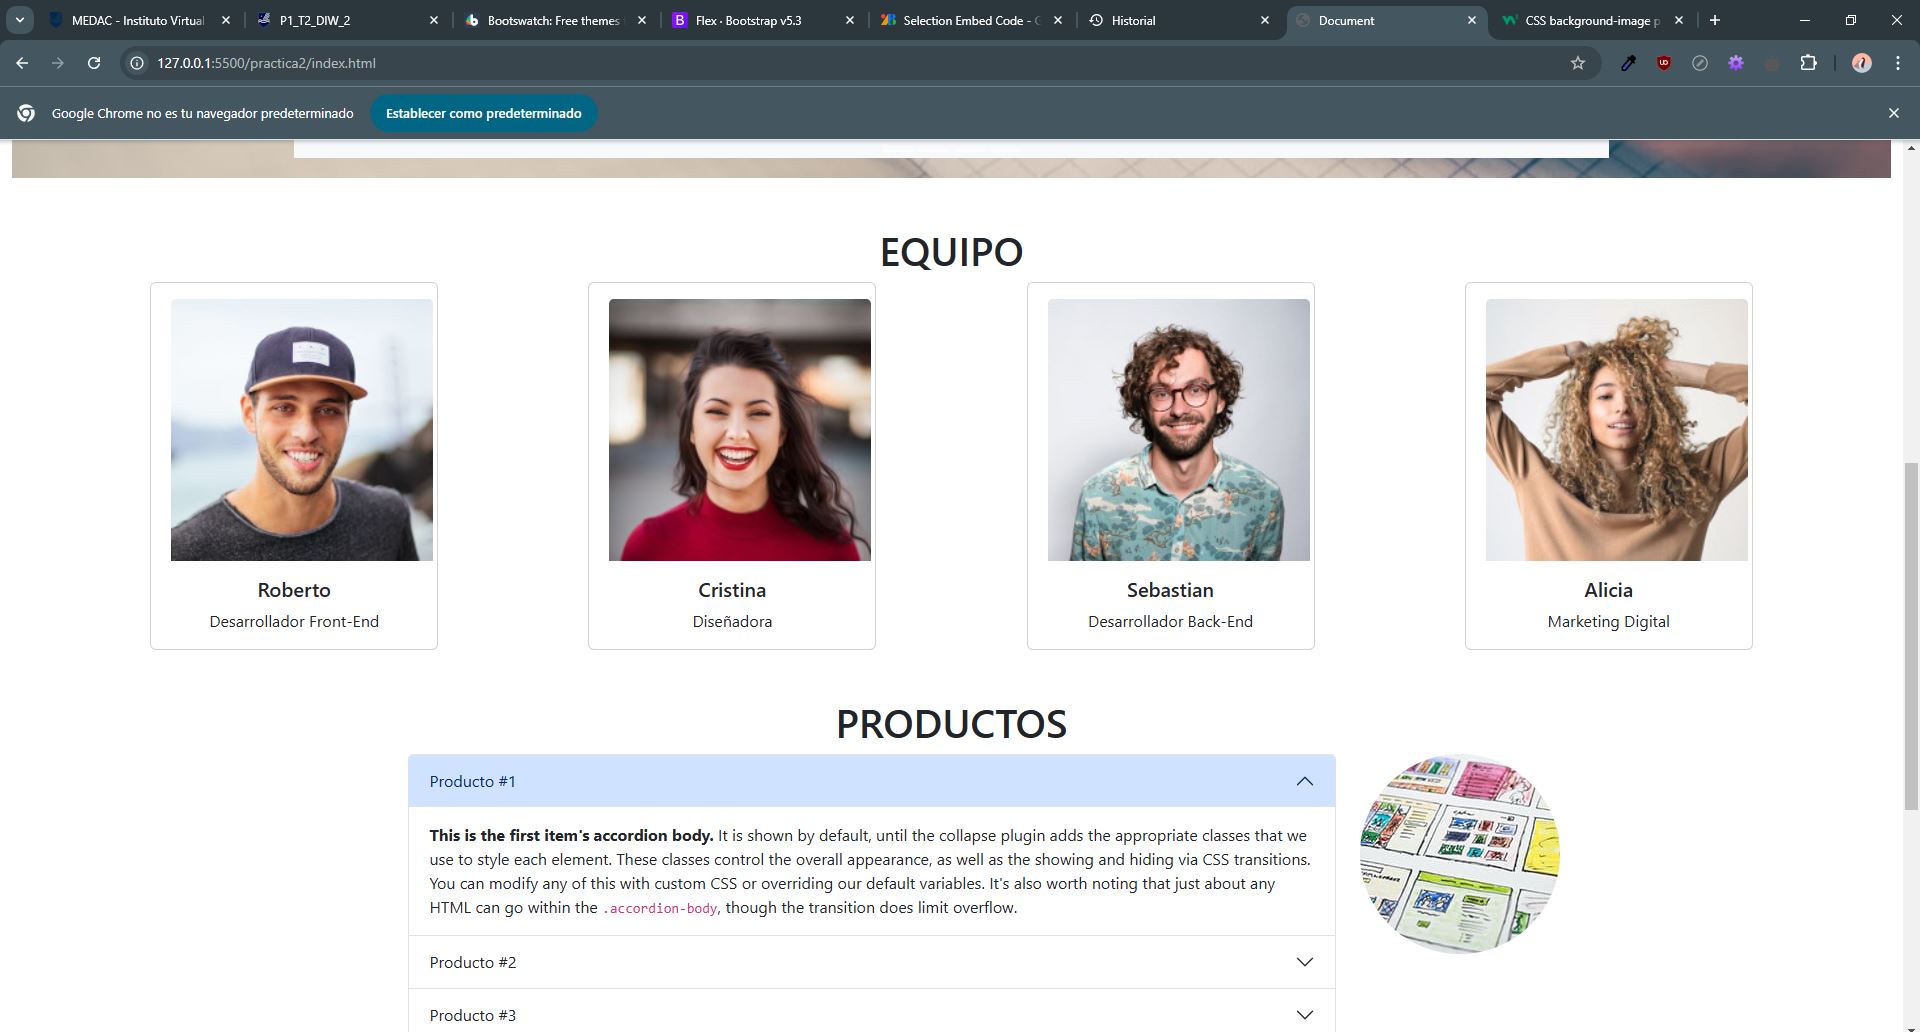 MEDAC - Instituto Virtual
P1_T2_DIW_2
Bootswatch: Free themes
Flex · Bootstrap v5.3
Selection Embed Code -
Historial
Document
CSS background-image p
127.0.0.1:5500/practica2/index.html
Google Chrome no es tu navegador predeterminado
Establecer como predeterminado
EQUIPO
Roberto
Desarrollador Front-End
Cristina
Diseñadora
Sebastian
Desarrollador Back-End
Alicia
Marketing Digital
PRODUCTOS
Producto #1
This is the first item's accordion body. It is shown by default, until the collapse plugin adds the appropriate classes that we
use to style each element. These classes control the overall appearance, as well as the showing and hiding via CSS transitions.
You can modify any of this with custom CSS or overriding our default variables. It's also worth noting that just about any
HTML can go within the .accordion-body, though the transition does limit overflow.
Producto #2
Producto #3